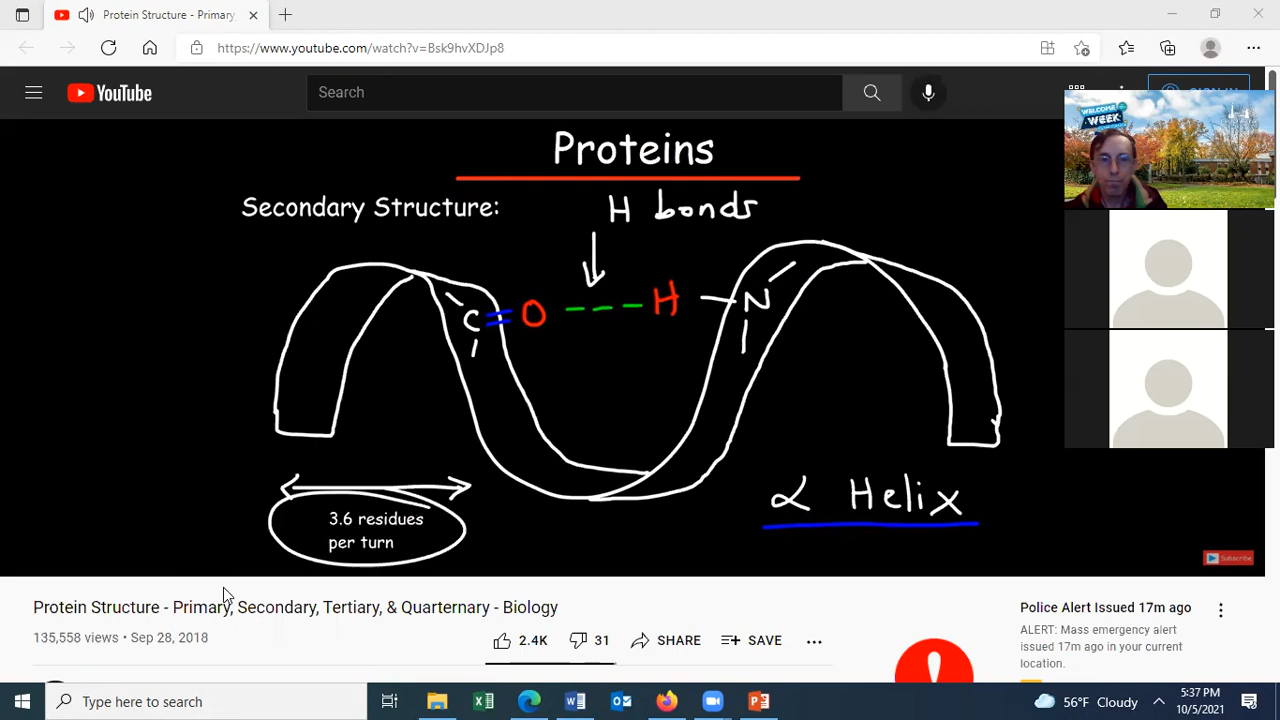 Protein Structure - Primary,
https://www.youtube.com/watch?v=Bsk9hvXDJp8
YouTube
Search
WELCOME
WEEK
Proteins
Secondary Structure:
H bonds
C = O --- H - N
α Helix
3.6 residues
per turn
Subscribe
Protein Structure - Primary, Secondary, Tertiary, & Quarternary - Biology
135,558 views • Sep 28, 2018
2.4K
31
SHARE
SAVE
Police Alert Issued 17m ago
ALERT: Mass emergency alert
issued 17m ago in your current
location.
Type here to search
56°F Cloudy
5:37 PM
10/5/2021